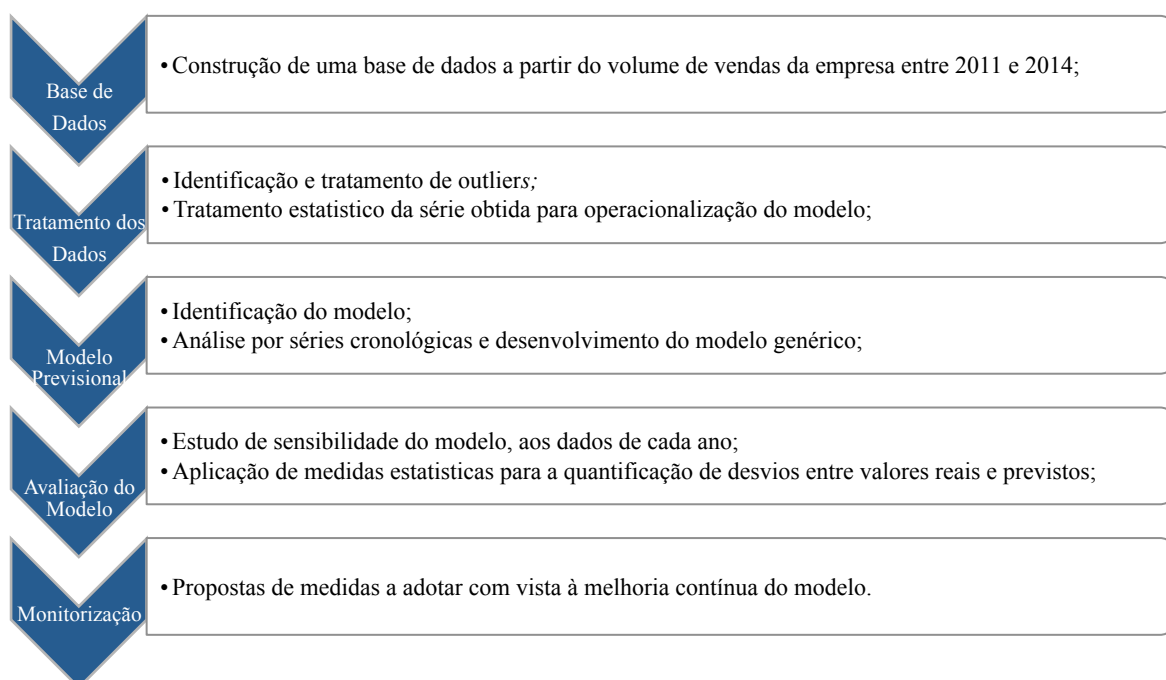 Base de
Dados
• Construção de uma base de dados a partir do volume de vendas da empresa entre 2011 e 2014;
Tratamento dos
Dados
• Identificação e tratamento de outliers;
• Tratamento estatistico da série obtida para operacionalização do modelo;
Modelo
Previsional
• Identificação do modelo;
• Análise por séries cronológicas e desenvolvimento do modelo genérico;
Avaliação do
Modelo
• Estudo de sensibilidade do modelo, aos dados de cada ano;
• Aplicação de medidas estatisticas para a quantificação de desvios entre valores reais e previstos;
Monitorização
• Propostas de medidas a adotar com vista à melhoria contínua do modelo.